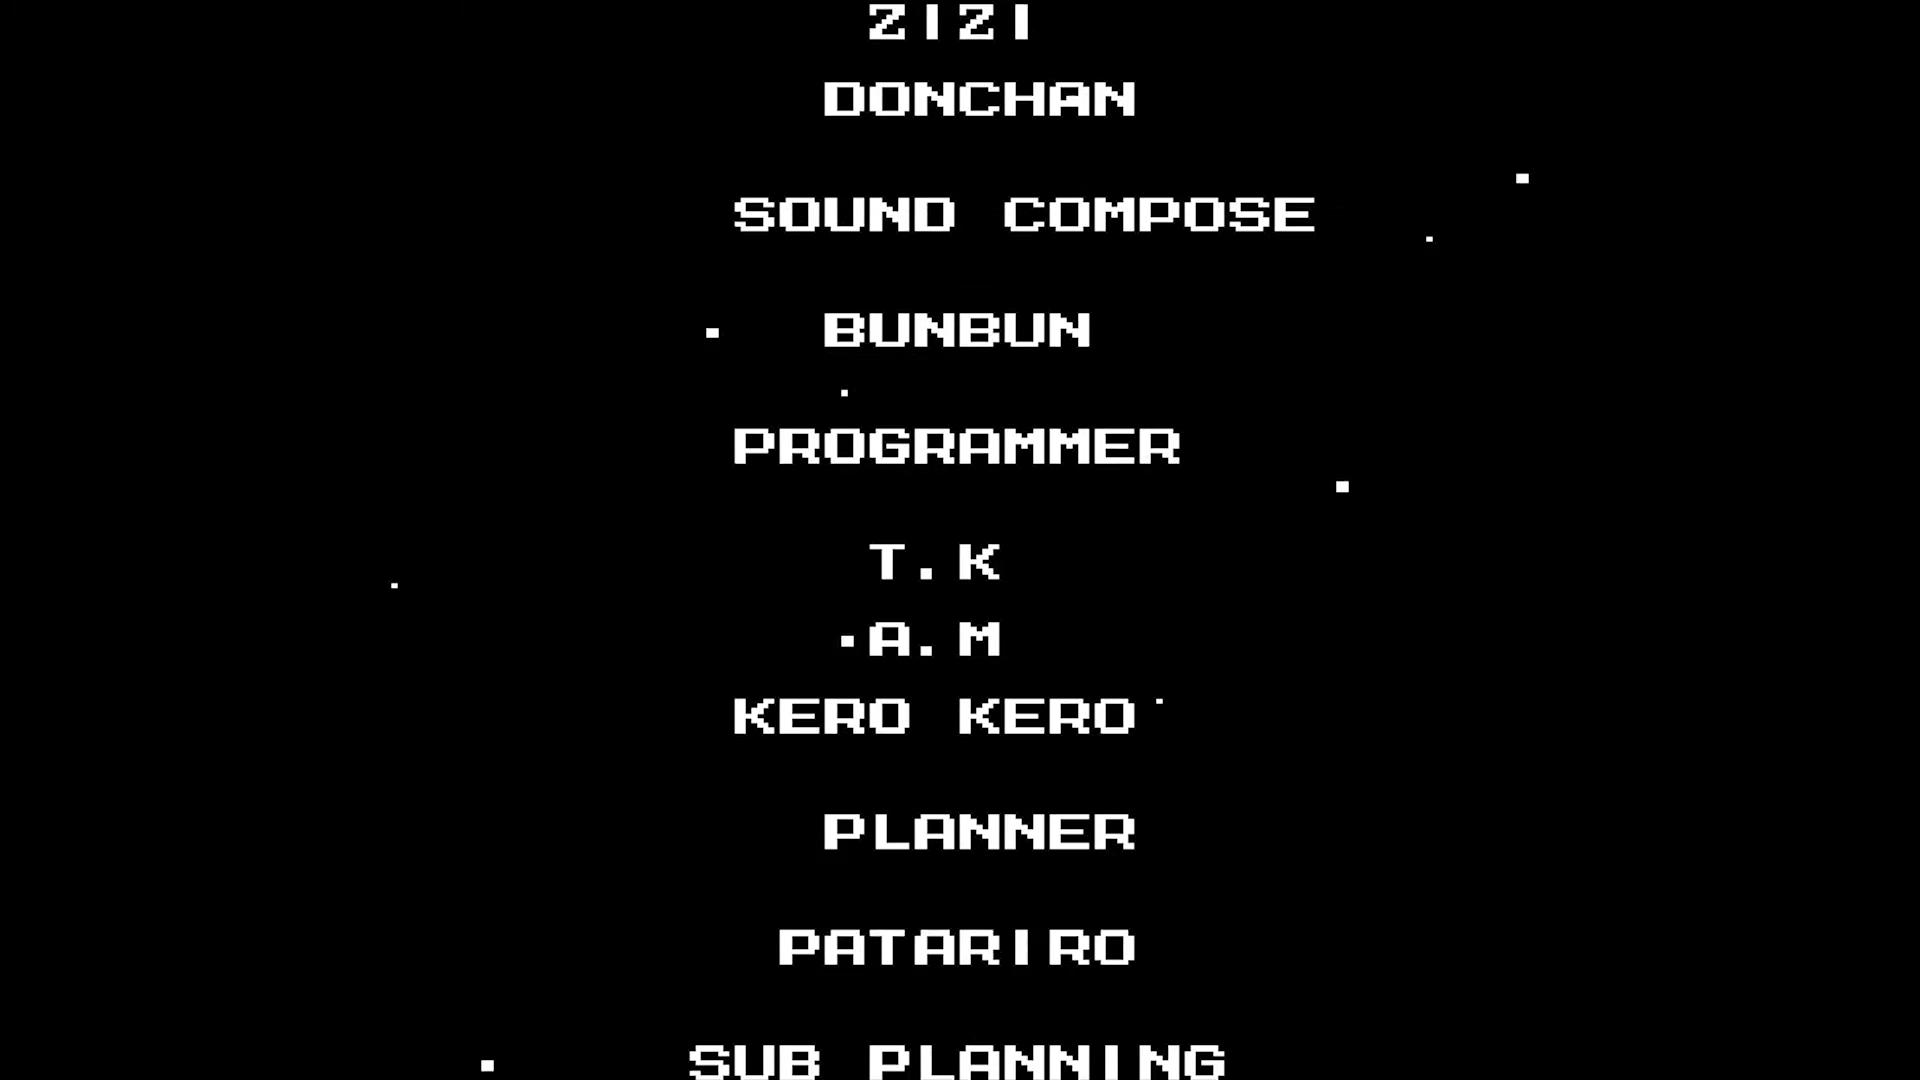 ZIZI
DONCHAN
SOUND COMPOSE
BUNBUN
PROGRAMMER
T.K
A.M
KERO KERO
PLANNER
PATARIRO
SUB PLANNING